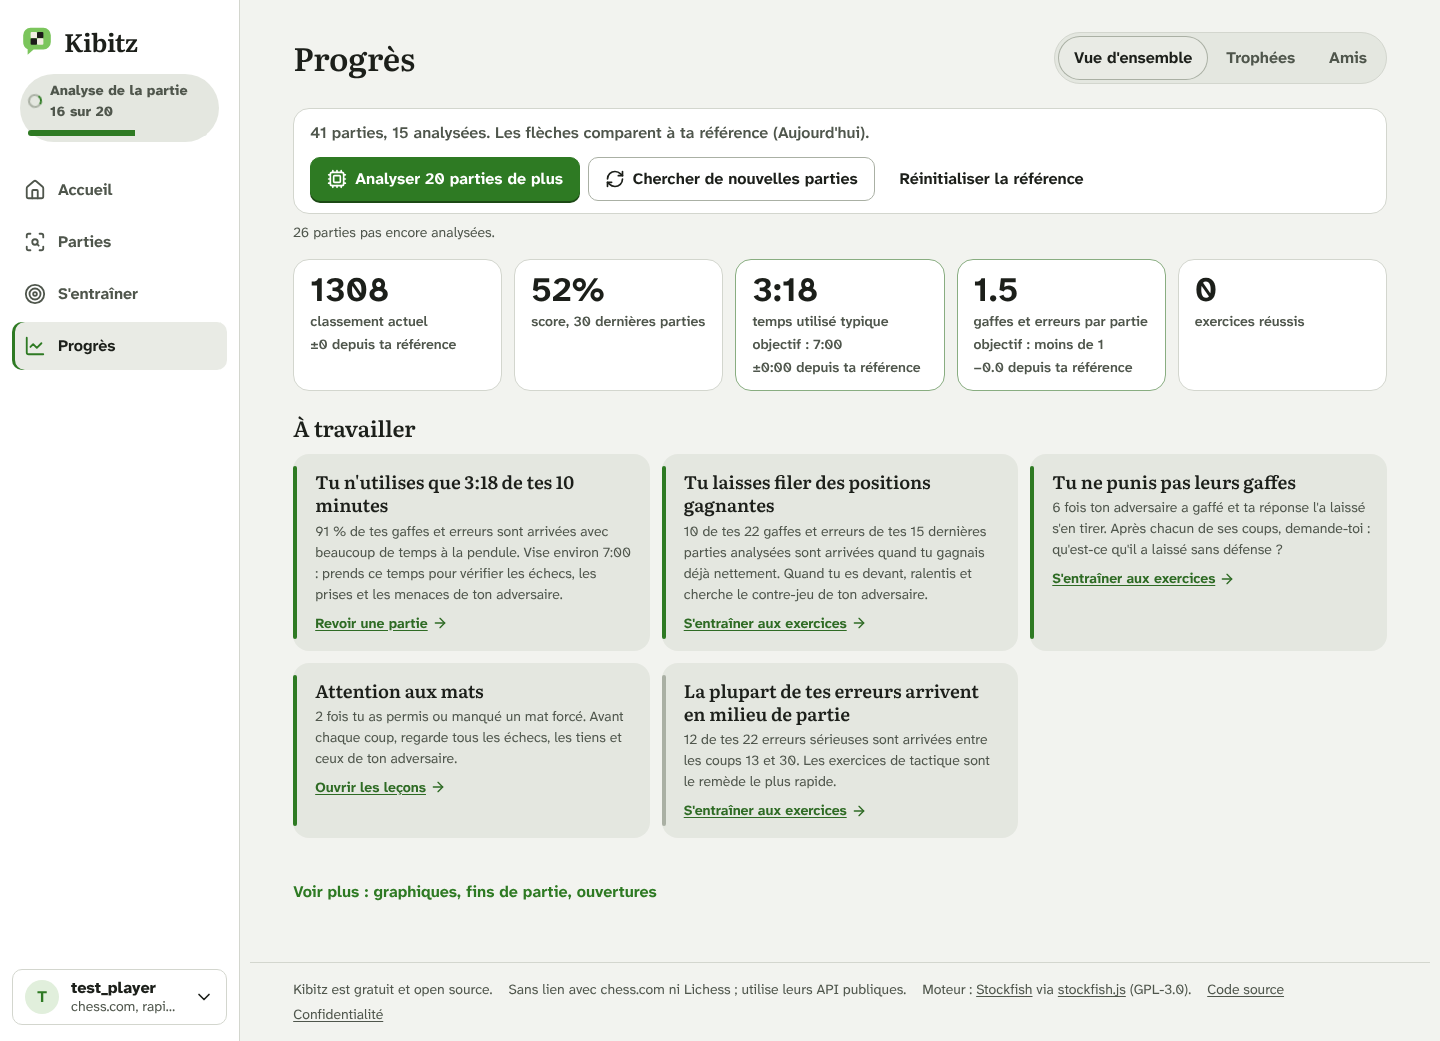 Kibitz
Analyse de la partie
16 sur 20
Accueil
Parties
S'entraîner
Progrès
test_player
chess.com, rapi...
T
Progrès
Vue d'ensemble
Trophées
Amis
41 parties, 15 analysées. Les flèches comparent à ta référence (Aujourd'hui).
Analyser 20 parties de plus
Chercher de nouvelles parties
Réinitialiser la référence
26 parties pas encore analysées.
1308
classement actuel
±0 depuis ta référence
52%
score, 30 dernières parties
3:18
temps utilisé typique
objectif : 7:00
±0:00 depuis ta référence
1.5
gaffes et erreurs par partie
objectif : moins de 1
−0.0 depuis ta référence
0
exercices réussis
À travailler
Tu n'utilises que 3:18 de tes 10
minutes
91 % de tes gaffes et erreurs sont arrivées avec
beaucoup de temps à la pendule. Vise environ 7:00
: prends ce temps pour vérifier les échecs, les
prises et les menaces de ton adversaire.
Revoir une partie →
Tu laisses filer des positions
gagnantes
10 de tes 22 gaffes et erreurs de tes 15 dernières
parties analysées sont arrivées quand tu gagnais
déjà nettement. Quand tu es devant, ralentis et
cherche le contre-jeu de ton adversaire.
S'entraîner aux exercices →
Tu ne punis pas leurs gaffes
6 fois ton adversaire a gaffé et ta réponse l'a laissé
s'en tirer. Après chacun de ses coups, demande-toi :
qu'est-ce qu'il a laissé sans défense ?
S'entraîner aux exercices →
Attention aux mats
2 fois tu as permis ou manqué un mat forcé. Avant
chaque coup, regarde tous les échecs, les tiens et
ceux de ton adversaire.
Ouvrir les leçons →
La plupart de tes erreurs arrivent
en milieu de partie
12 de tes 22 erreurs sérieuses sont arrivées entre
les coups 13 et 30. Les exercices de tactique sont
le remède le plus rapide.
S'entraîner aux exercices →
Voir plus : graphiques, fins de partie, ouvertures
Kibitz est gratuit et open source. Sans lien avec chess.com ni Lichess ; utilise leurs API publiques. Moteur : Stockfish via stockfish.js (GPL-3.0). Code source
Confidentialité